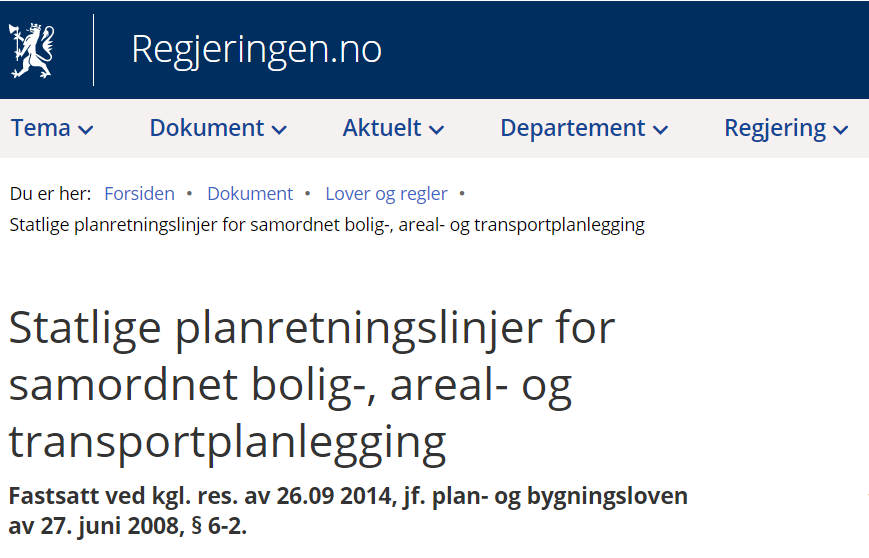 Regjeringen.no
Tema Dokument Aktuelt Departement Regjering
Du er her: Forsiden • Dokument • Lover og regler •
Statlige planretningslinjer for samordnet bolig-, areal- og transportplanlegging
Statlige planretningslinjer for
samordnet bolig-, areal- og
transportplanlegging
Fastsatt ved kgl. res. av 26.09 2014, jf. plan- og bygningsloven
av 27. juni 2008, § 6-2.